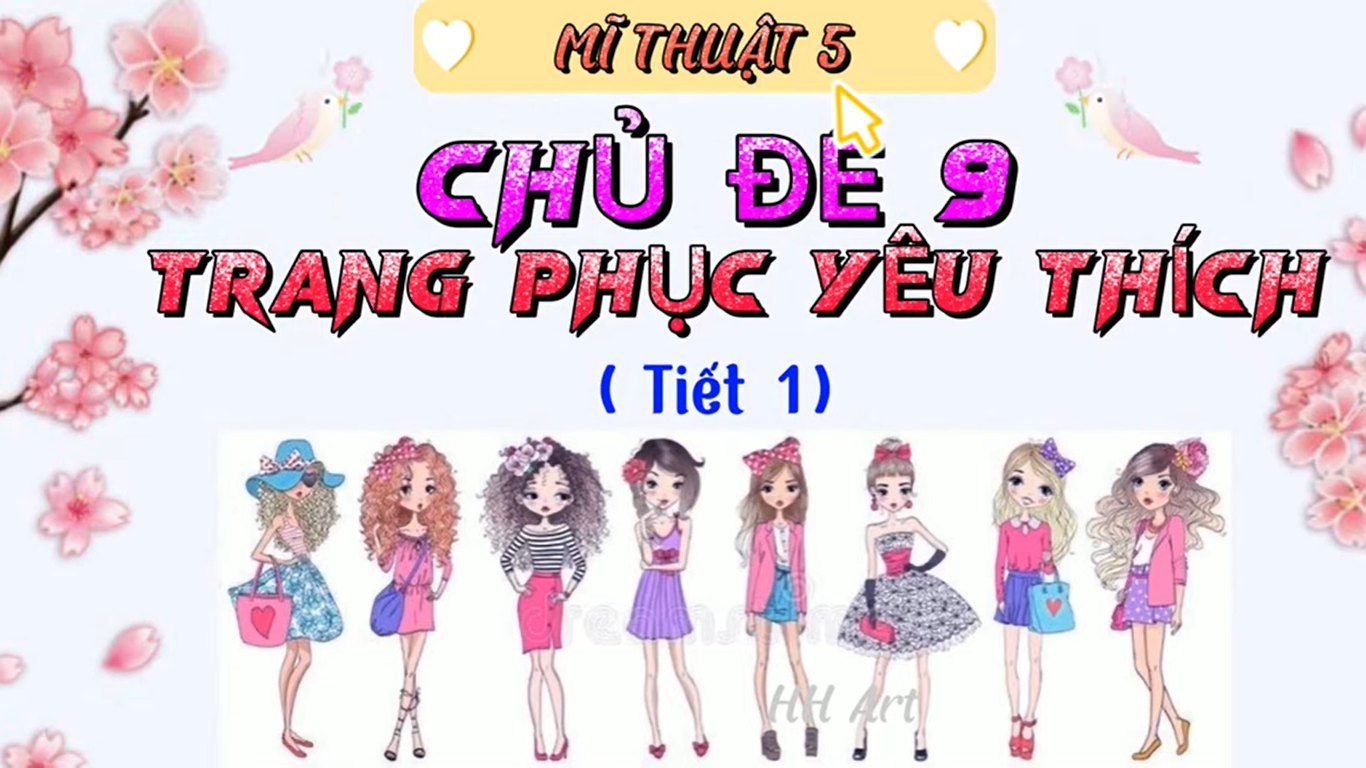 MĨ THUẬT 5
CHỦ ĐỀ 9
TRANG PHỤC YÊU THÍCH
( Tiết 1)
HH Art